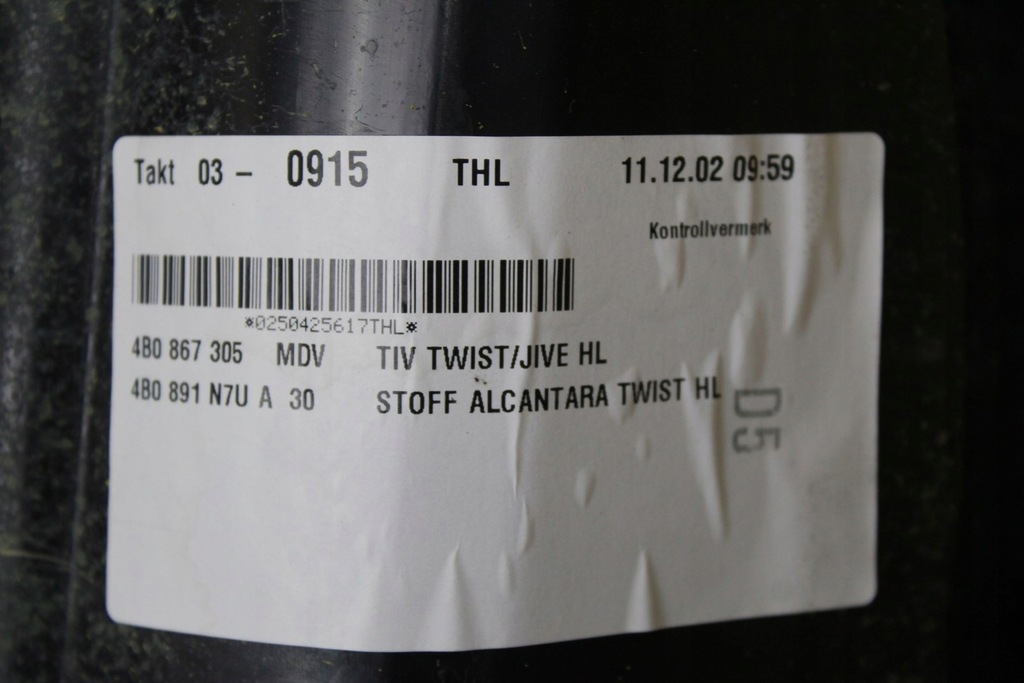 Takt 03 - 0915 THL 11.12.02 09:59
Kontrollvermerk
*0250425617THL*
4B0 867 305 MDV TIV TWIST/JIVE HL
4B0 891 N7U A 30 STOFF ALCANTARA TWIST HL
D5